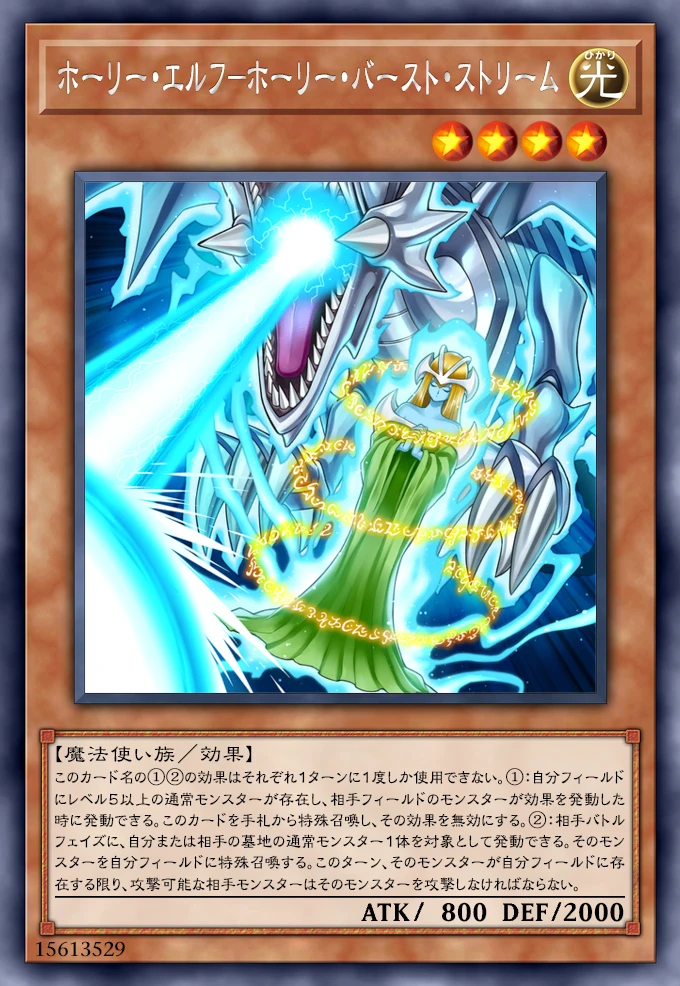 ひかり
ホーリー・エルフーホーリー・バースト・ストリーム 光
【魔法使い族／効果】
このカード名の①②の効果はそれぞれ1ターンに1度しか使用できない。①：自分フィールド
にレベル5以上の通常モンスターが存在し、相手フィールドのモンスターが効果を発動した
時に発動できる。このカードを手札から特殊召喚し、その効果を無効にする。②：相手バトル
フェイズに、自分または相手の墓地の通常モンスター1体を対象として発動できる。そのモン
スターを自分フィールドに特殊召喚する。このターン、そのモンスターが自分フィールドに存
在する限り、攻撃可能な相手モンスターはそのモンスターを攻撃しなければならない。
ATK/ 800 DEF/2000
15613529